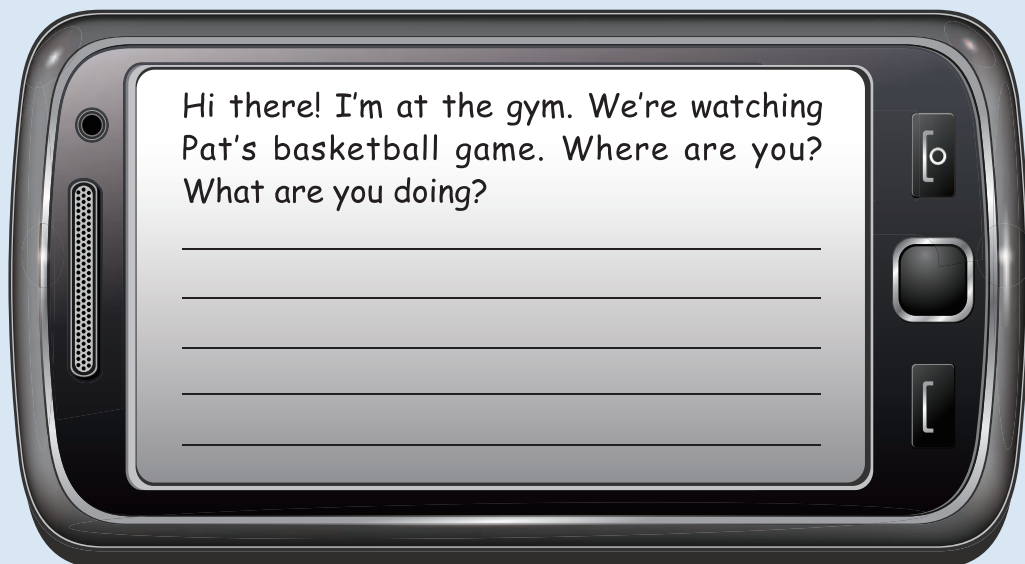 Hi there! I'm at the gym. We're watching
Pat's basketball game. Where are you?
What are you doing?